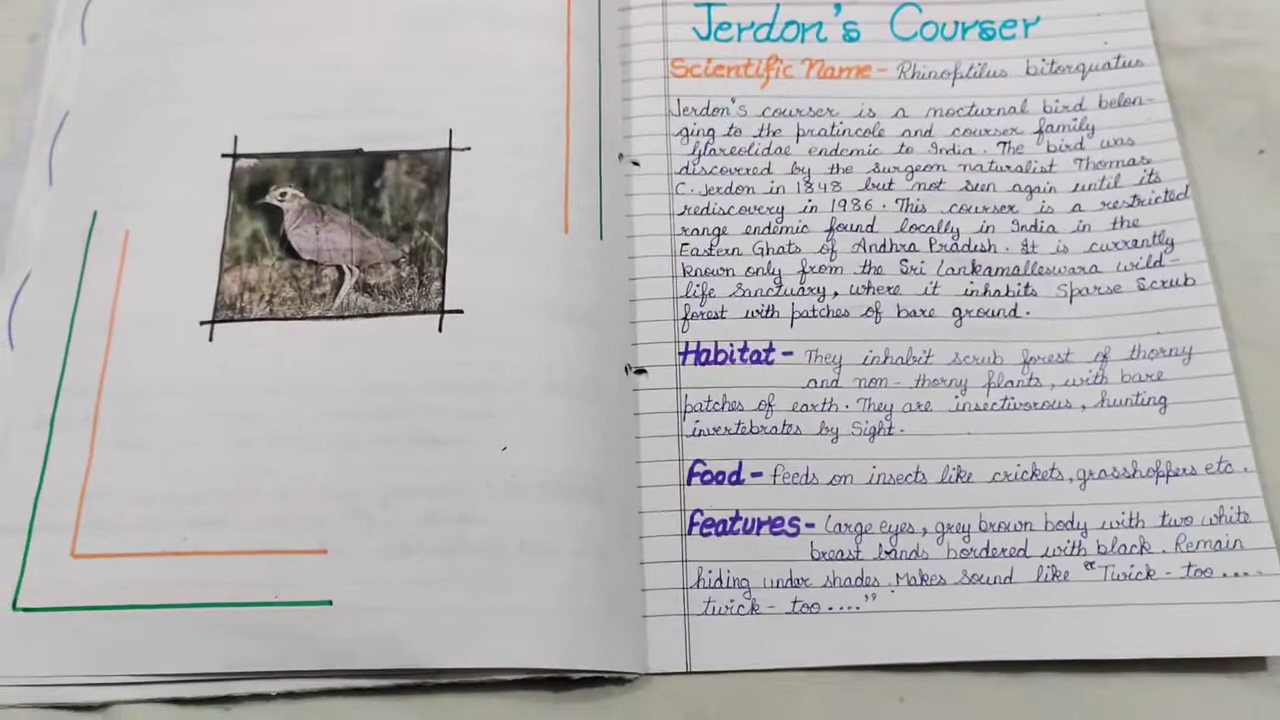 Jerdon's Courser
Scientific Name - Rhinoptilus bitorquatus
Jerdon's courser is a nocturnal bird belon-
ging to the pratincole and courser family
Glareolidae endemic to India. The bird was
discovered by the surgeon naturalist Thomas
C. Jerdon in 1848 but not seen again until its
rediscovery in 1986. This courser is a restricted
range endemic found locally in India in the
Eastern Ghats of Andhra Pradesh. It is currantly
known only from the Sri Lankamalleswara wild-
life Sanctuary, where it inhabits Sparse Scrub
forest with patches of bare ground.
Habitat - They inhabit scrub forest of thorny
and non - thorny plants, with bare
patches of earth. They are insectivorous, hunting
invertebrates by Sight.
Food - feeds on insects like crickets, grasshoppers etc.
Features - Large eyes, grey brown body with two white
breast bands bordered with black. Remain
hiding under shades. Makes Sound like "Twick - too....
twick - too...."